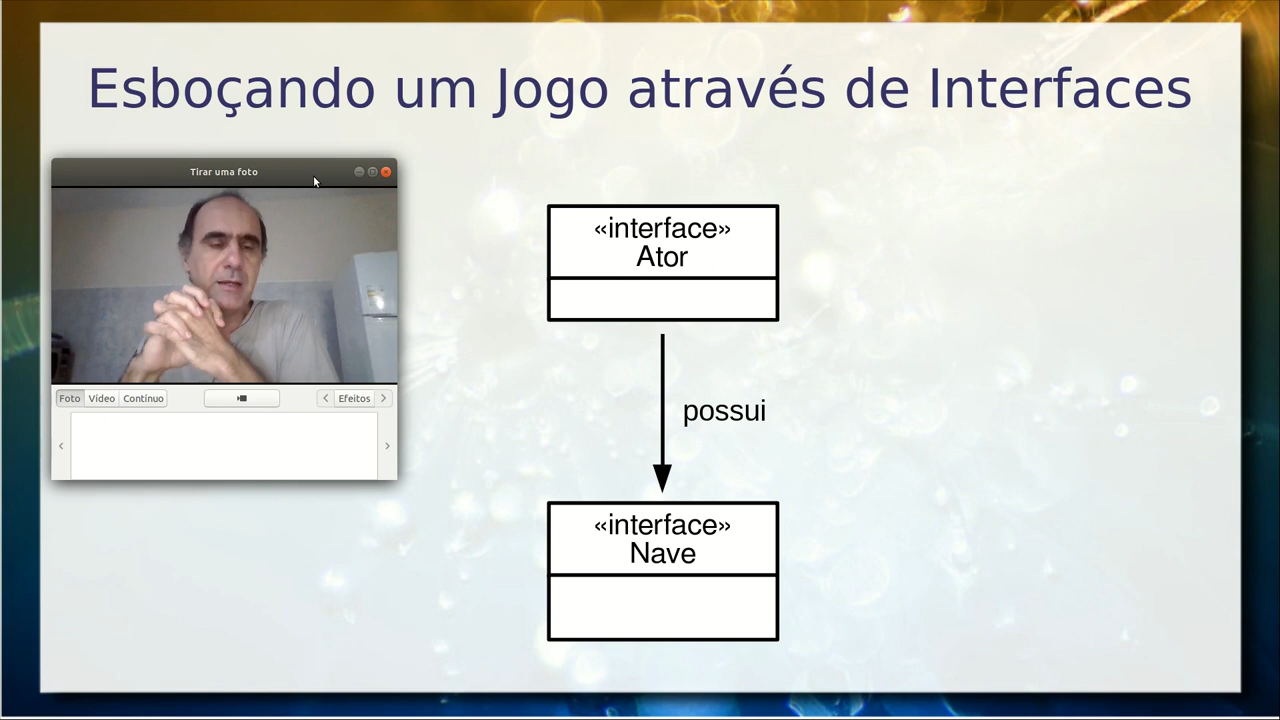 Esboçando um Jogo através de Interfaces
Tirar uma foto
Foto Vídeo Contínuo Efeitos
«interface»
Ator
possui
«interface»
Nave